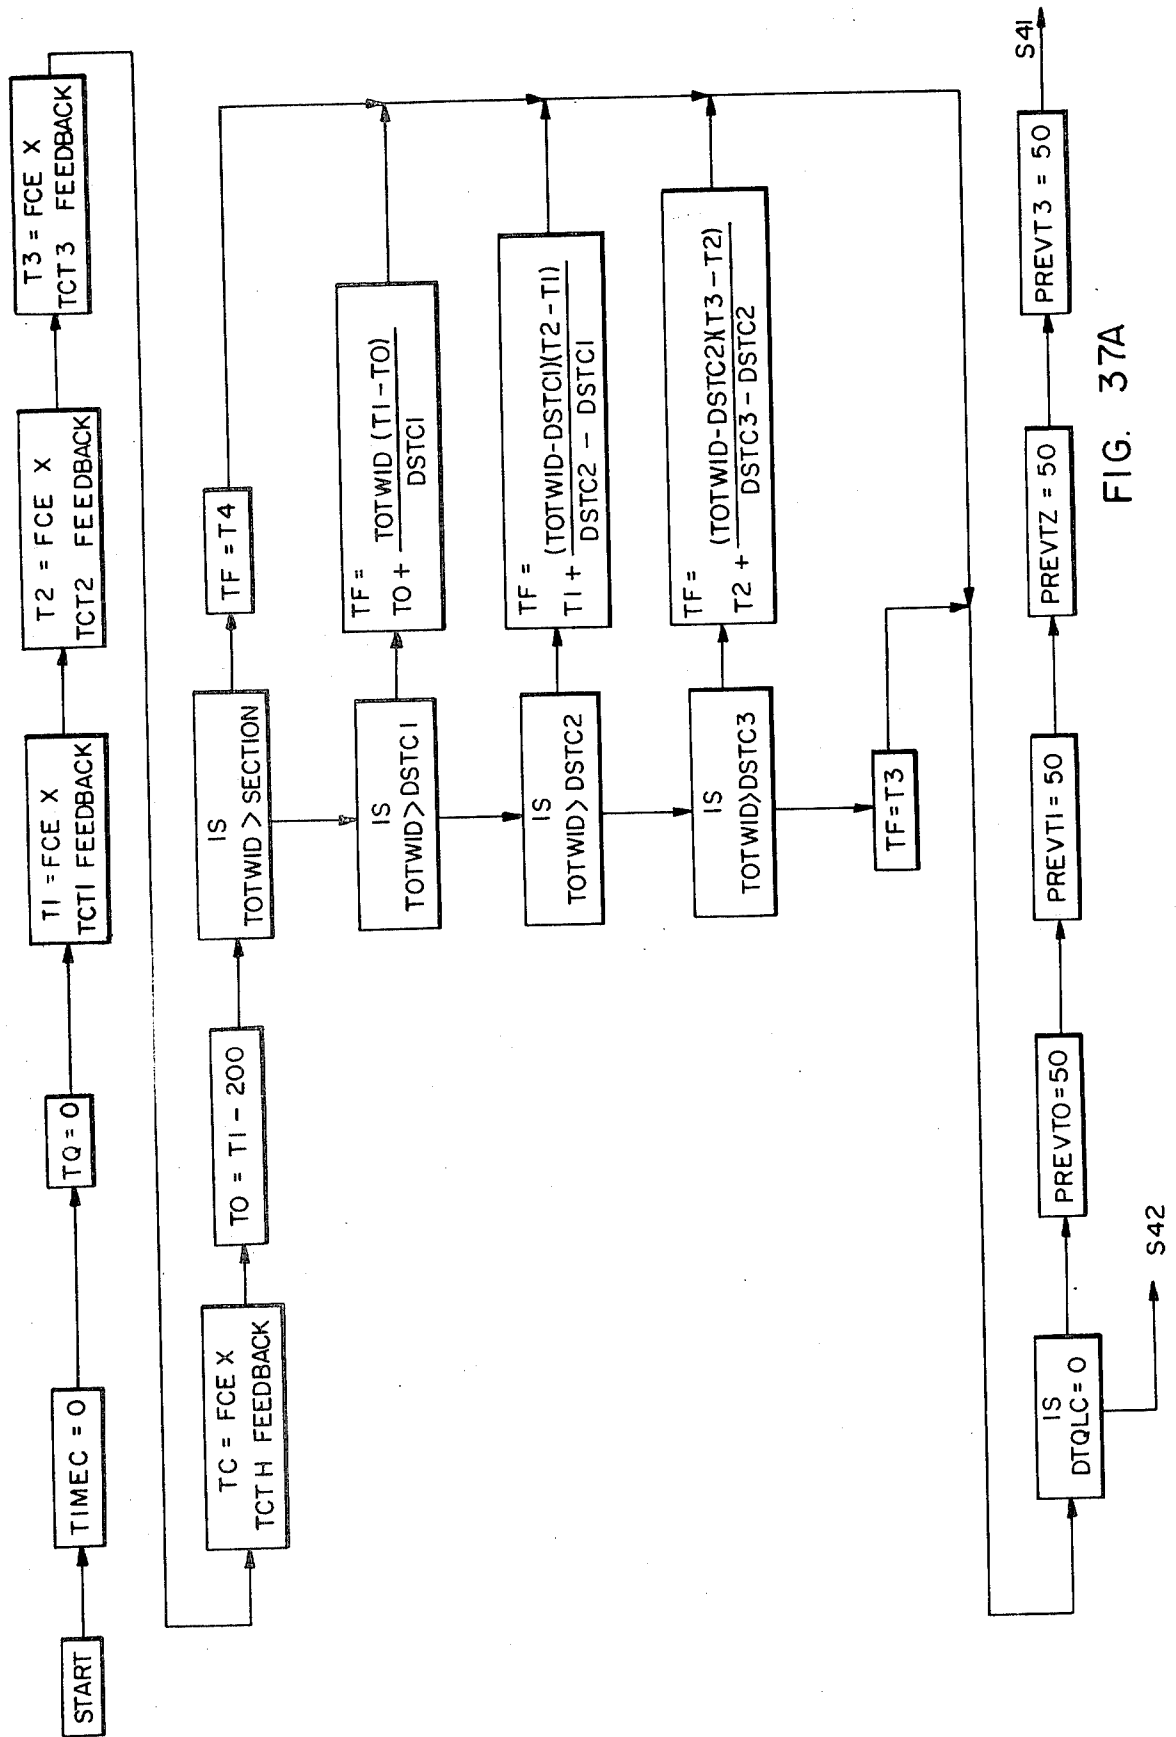 START
TIMEC = 0
TQ = 0
T1 = FCE X
TCT1 FEEDBACK
T2 = FCE X
TCT2 FEEDBACK
T3 = FCE X
TCT3 FEEDBACK
TC = FCE X
TCTH FEEDBACK
TO = T1 - 200
IS
TOTWID > SECTION
TF = T4
IS
TOTWID > DSTC1
TF =
TO + TOTWID (T1 - TO)
DSTC1
IS
TOTWID > DSTC2
TF =
T1 + (TOTWID-DSTC1)(T2 - T1)
DSTC2 - DSTC1
IS
TOTWID>DSTC3
TF =
T2 + (TOTWID-DSTC2)(T3-T2)
DSTC3 - DSTC2
TF=T3
IS
DTQLC = 0
S42
PREVTO=50
PREVT1 = 50
PREVTZ = 50
PREVT3 = 50
S41
FIG. 37A